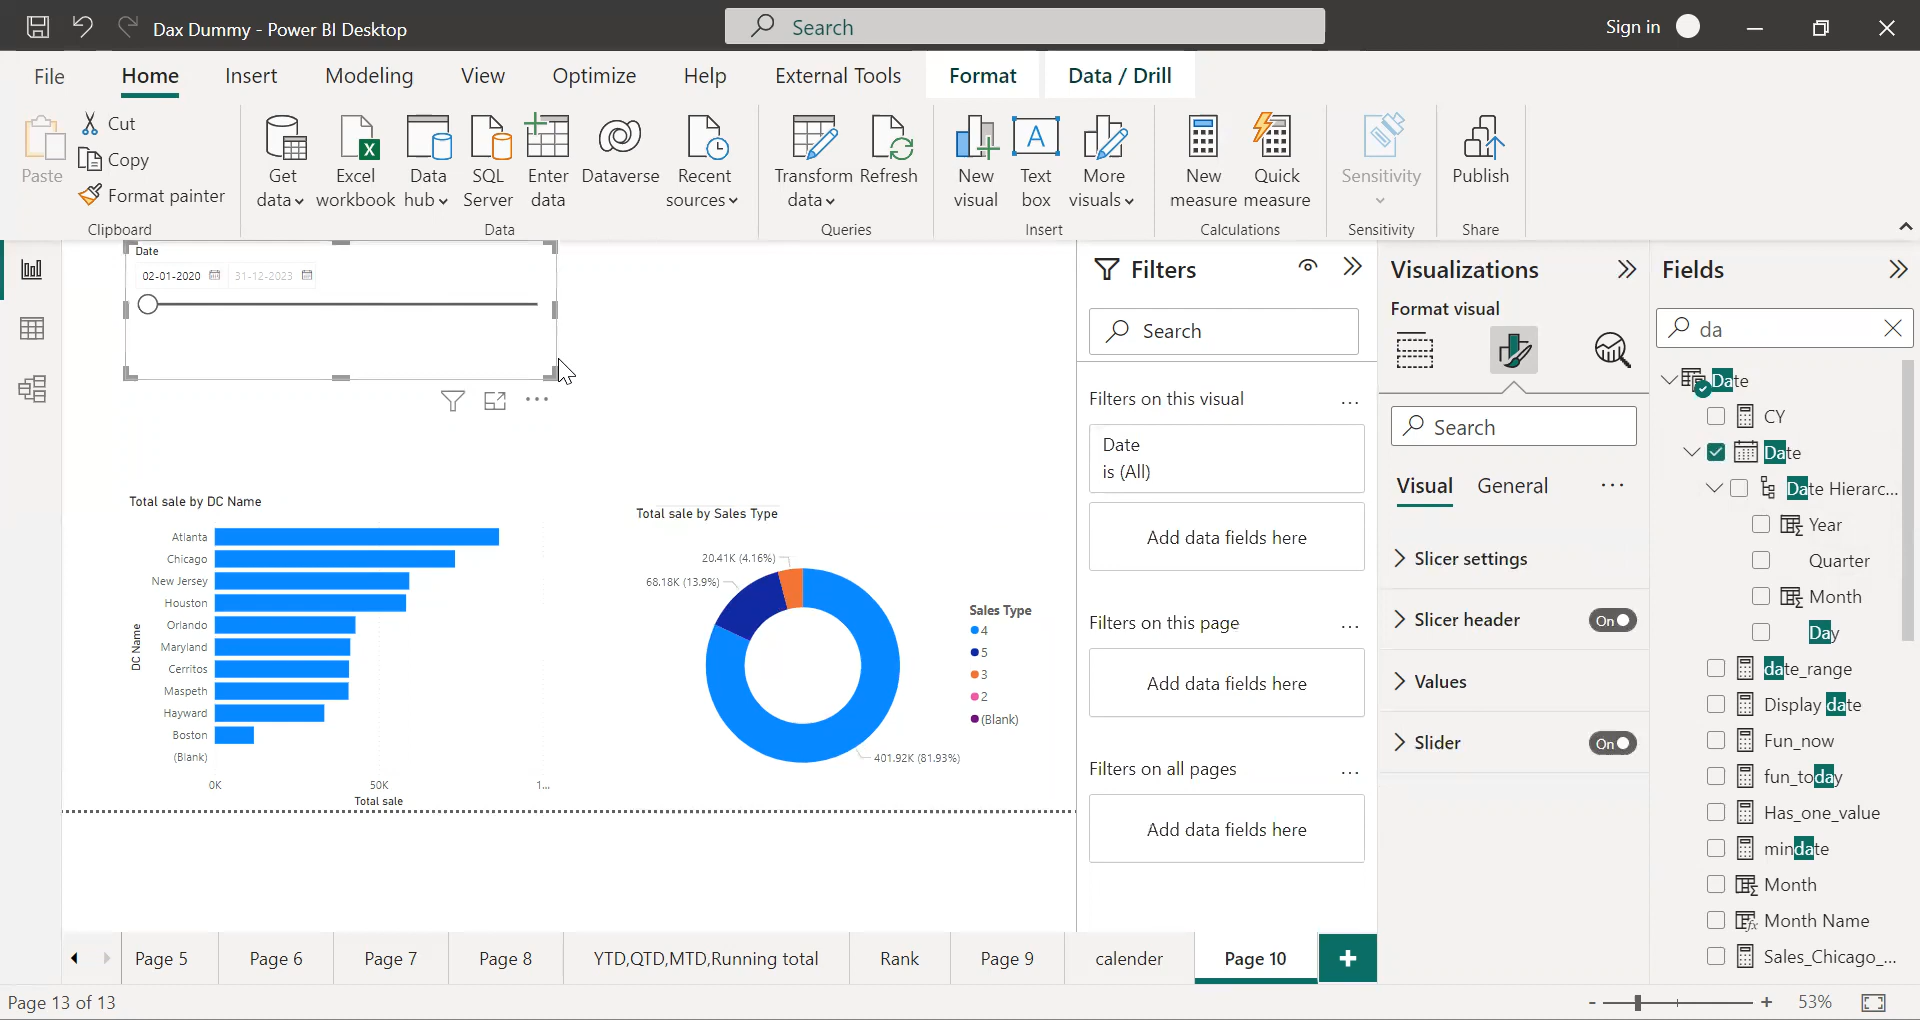 Dax Dummy - Power BI Desktop
Search
Sign in
File
Home
Insert
Modeling
View
Optimize
Help
External Tools
Format
Data / Drill
Paste
Cut
Copy
Format painter
Clipboard
Get data
Excel workbook
Data hub
SQL Server
Enter data
Dataverse
Recent sources
Data
Transform data
Refresh
Queries
New visual
Text box
More visuals
Insert
New measure
Quick measure
Calculations
Sensitivity
Sensitivity
Publish
Share
Date
02-01-2020
31-12-2023
Total sale by DC Name
DC Name
Atlanta
Chicago
New Jersey
Houston
Orlando
Maryland
Cerritos
Maspeth
Hayward
Boston
(Blank)
0K
50K
1...
Total sale
Total sale by Sales Type
20.41K (4.16%)
68.18K (13.9%)
401.92K (81.93%)
Sales Type
4
5
3
2
(Blank)
Filters
Search
Filters on this visual
...
Date
is (All)
Add data fields here
Filters on this page
...
Add data fields here
Filters on all pages
...
Add data fields here
Visualizations
Format visual
Search
Visual
General
...
Slicer settings
Slicer header
On
Values
Slider
On
Fields
da
Date
CY
Date
Date Hierarc...
Year
Quarter
Month
Day
date_range
Display date
Fun_now
fun_today
Has_one_value
mindate
Month
Month Name
Sales_Chicago_...
Page 5
Page 6
Page 7
Page 8
YTD,QTD,MTD,Running total
Rank
Page 9
calender
Page 10
+
Page 13 of 13
-
+
53%